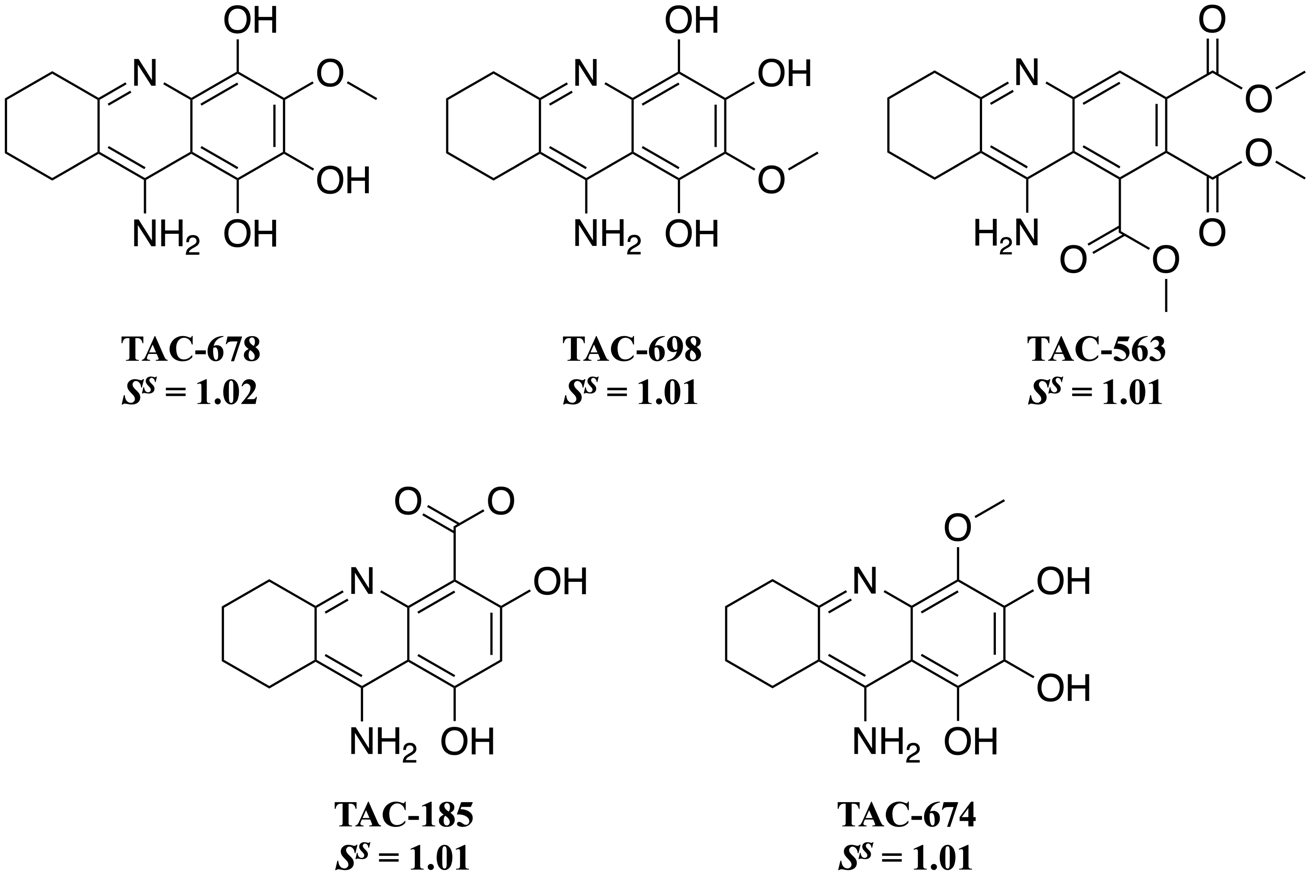 OH
N
O
OH
NH2 OH
TAC-678
S^S = 1.02
OH
N
OH
O
NH2 OH
TAC-698
S^S = 1.01
O
N
O
O
H2N
O
O
O
TAC-563
S^S = 1.01
O O
N
OH
NH2 OH
TAC-185
S^S = 1.01
O
N
OH
OH
NH2 OH
TAC-674
S^S = 1.01